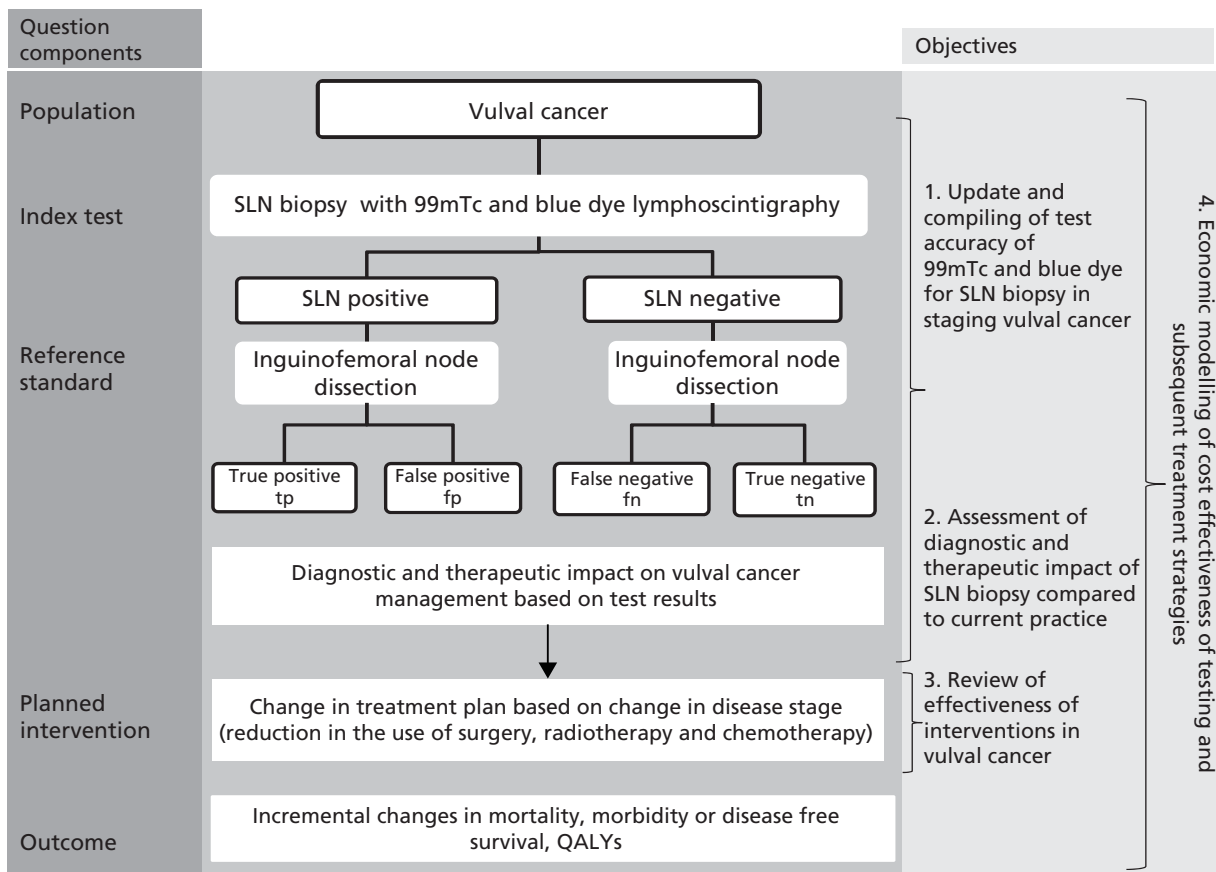 Question
components
Objectives
Population
Vulval cancer
Index test
SLN biopsy with 99mTc and blue dye lymphoscintigraphy
SLN positive
SLN negative
Reference
standard
Inguinofemoral node
dissection
Inguinofemoral node
dissection
True positive
tp
False positive
fp
False negative
fn
True negative
tn
Diagnostic and therapeutic impact on vulval cancer
management based on test results
Planned
intervention
Change in treatment plan based on change in disease stage
(reduction in the use of surgery, radiotherapy and chemotherapy)
Outcome
Incremental changes in mortality, morbidity or disease free
survival, QALYs
1. Update and
compiling of test
accuracy of
99mTc and blue dye
for SLN biopsy in
staging vulval cancer
2. Assessment of
diagnostic and
therapeutic impact of
SLN biopsy compared
to current practice
3. Review of
effectiveness of
interventions in
vulval cancer
4. Economic modelling of cost effectiveness of testing and
subsequent treatment strategies